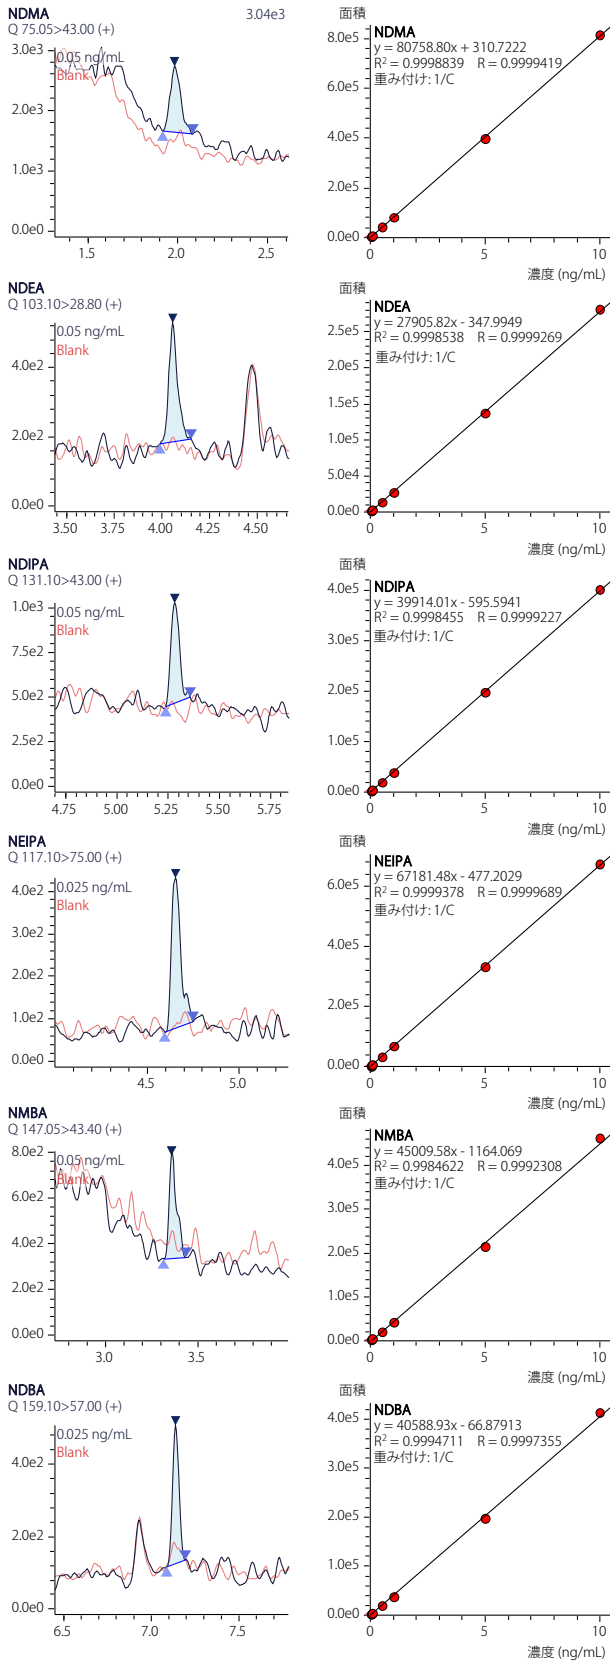 NDMA
3.04e3
Q 75.05>43.00 (+)
3.0e3
0.05 ng/mL
Blank
2.0e3
1.0e3
0.0e0
1.5 2.0 2.5
面積
8.0e5
NDMA
y = 80758.80x + 310.7222
R² = 0.9998839 R = 0.9999419
重み付け: 1/C
6.0e5
4.0e5
2.0e5
0.0e0
0 5 10
濃度 (ng/mL)
NDEA
Q 103.10>28.80 (+)
0.05 ng/mL
Blank
4.0e2
2.0e2
0.0e0
3.50 4.00 4.25 4.50
面積
NDEA
y = 27905.82x - 347.9949
R² = 0.9998538 R = 0.9999269
重み付け: 1/C
2.5e5
2.0e5
1.5e5
1.0e5
5.0e4
0.0e0
0 5 10
濃度 (ng/mL)
NDIPA
Q 131.10>43.00 (+)
1.0e3
0.05 ng/mL
Blank
7.5e2
5.0e2
2.5e2
0.0e0
4.75 5.00 5.25 5.50 5.75
面積
4.0e5
NDIPA
y = 39914.01x - 595.5941
R² = 0.9998455 R = 0.9999227
重み付け: 1/C
3.0e5
2.0e5
1.0e5
0.0e0
0 5 10
濃度 (ng/mL)
NEIPA
Q 117.10>75.00 (+)
4.0e2
0.025 ng/mL
Blank
3.0e2
2.0e2
1.0e2
0.0e0
4.5 5.0
面積
NEIPA
y = 67181.48x - 477.2029
R² = 0.9999378 R = 0.9999689
重み付け: 1/C
6.0e5
4.0e5
2.0e5
0.0e0
0 5 10
濃度 (ng/mL)
NMBA
Q 147.05>43.40 (+)
8.0e2
0.05 ng/mL
Blank
6.0e2
4.0e2
2.0e2
0.0e0
3.0 3.5
面積
NMBA
y = 45009.58x - 1164.069
R² = 0.9984622 R = 0.9992308
重み付け: 1/C
4.0e5
3.0e5
2.0e5
1.0e5
0.0e0
0 5 10
濃度 (ng/mL)
NDBA
Q 159.10>57.00 (+)
0.025 ng/mL
Blank
4.0e2
2.0e2
0.0e0
6.5 7.0 7.5
面積
4.0e5
NDBA
y = 40588.93x - 66.87913
R² = 0.9994711 R = 0.9997355
重み付け: 1/C
3.0e5
2.0e5
1.0e5
0.0e0
0 5 10
濃度 (ng/mL)